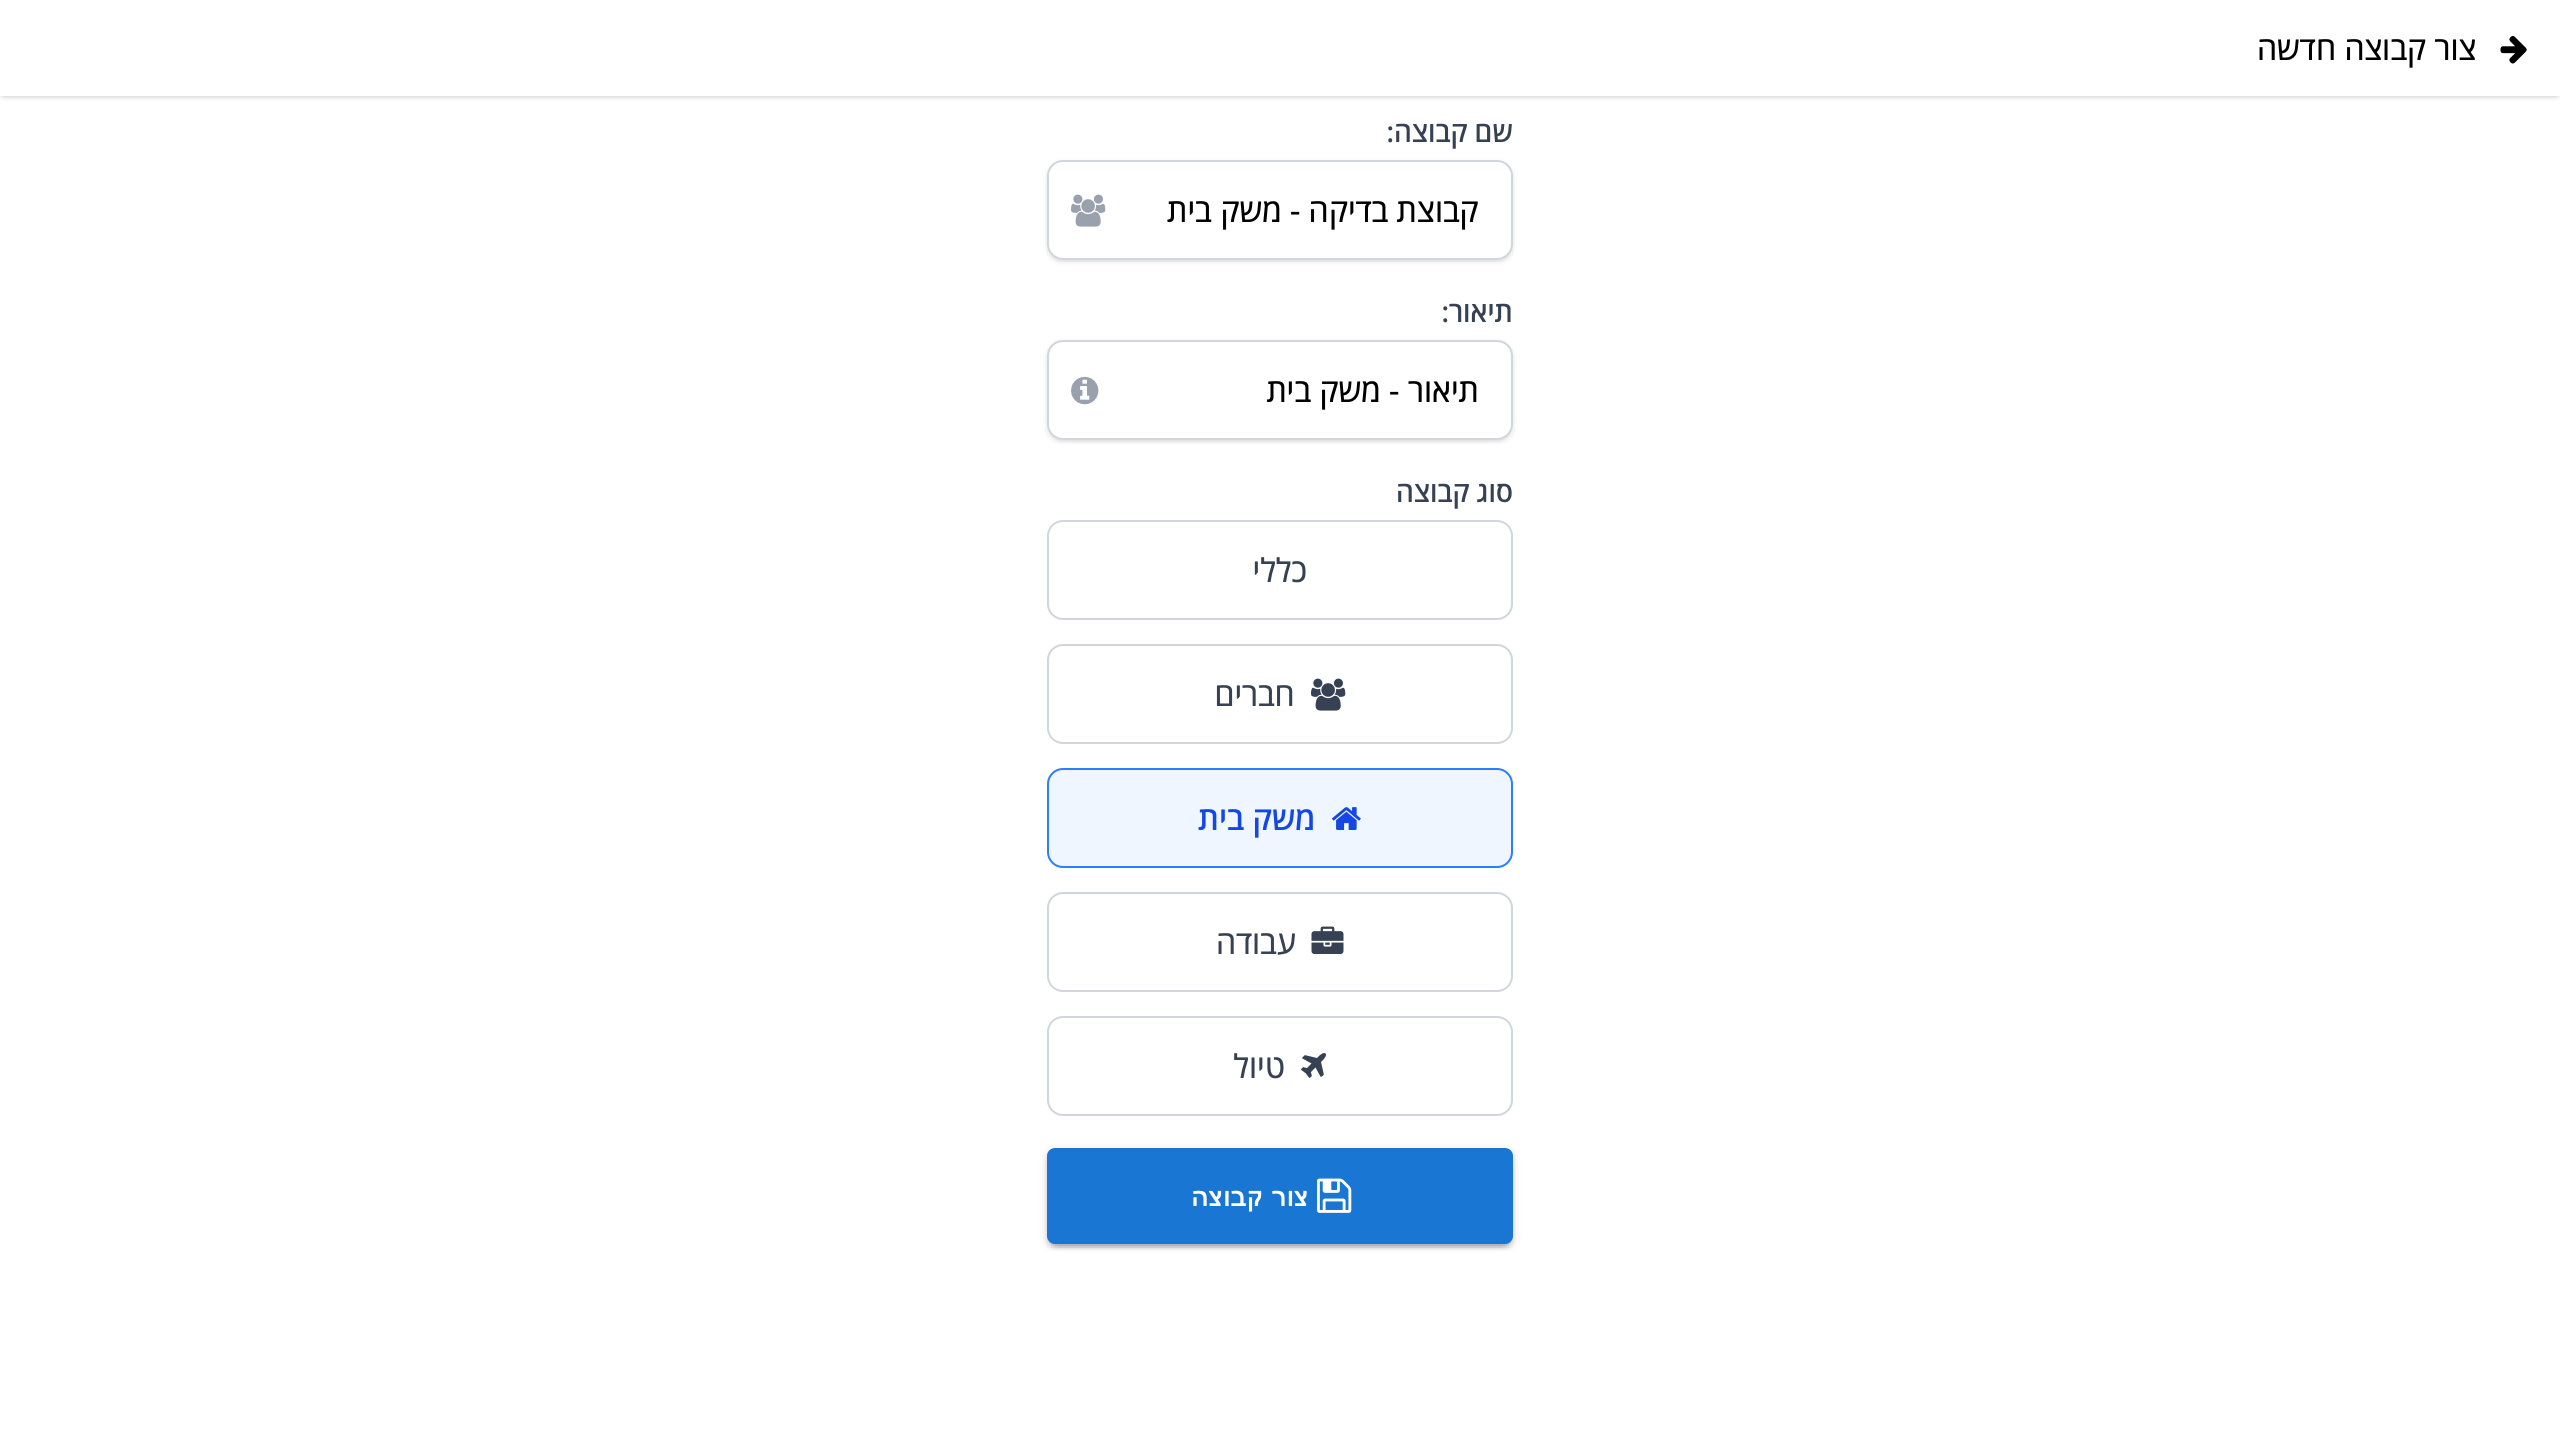 צור קבוצה חדשה
שם קבוצה:
קבוצת בדיקה - משק בית
תיאור:
תיאור - משק בית
סוג קבוצה
כללי
חברים
משק בית
עבודה
טיול
צור קבוצה